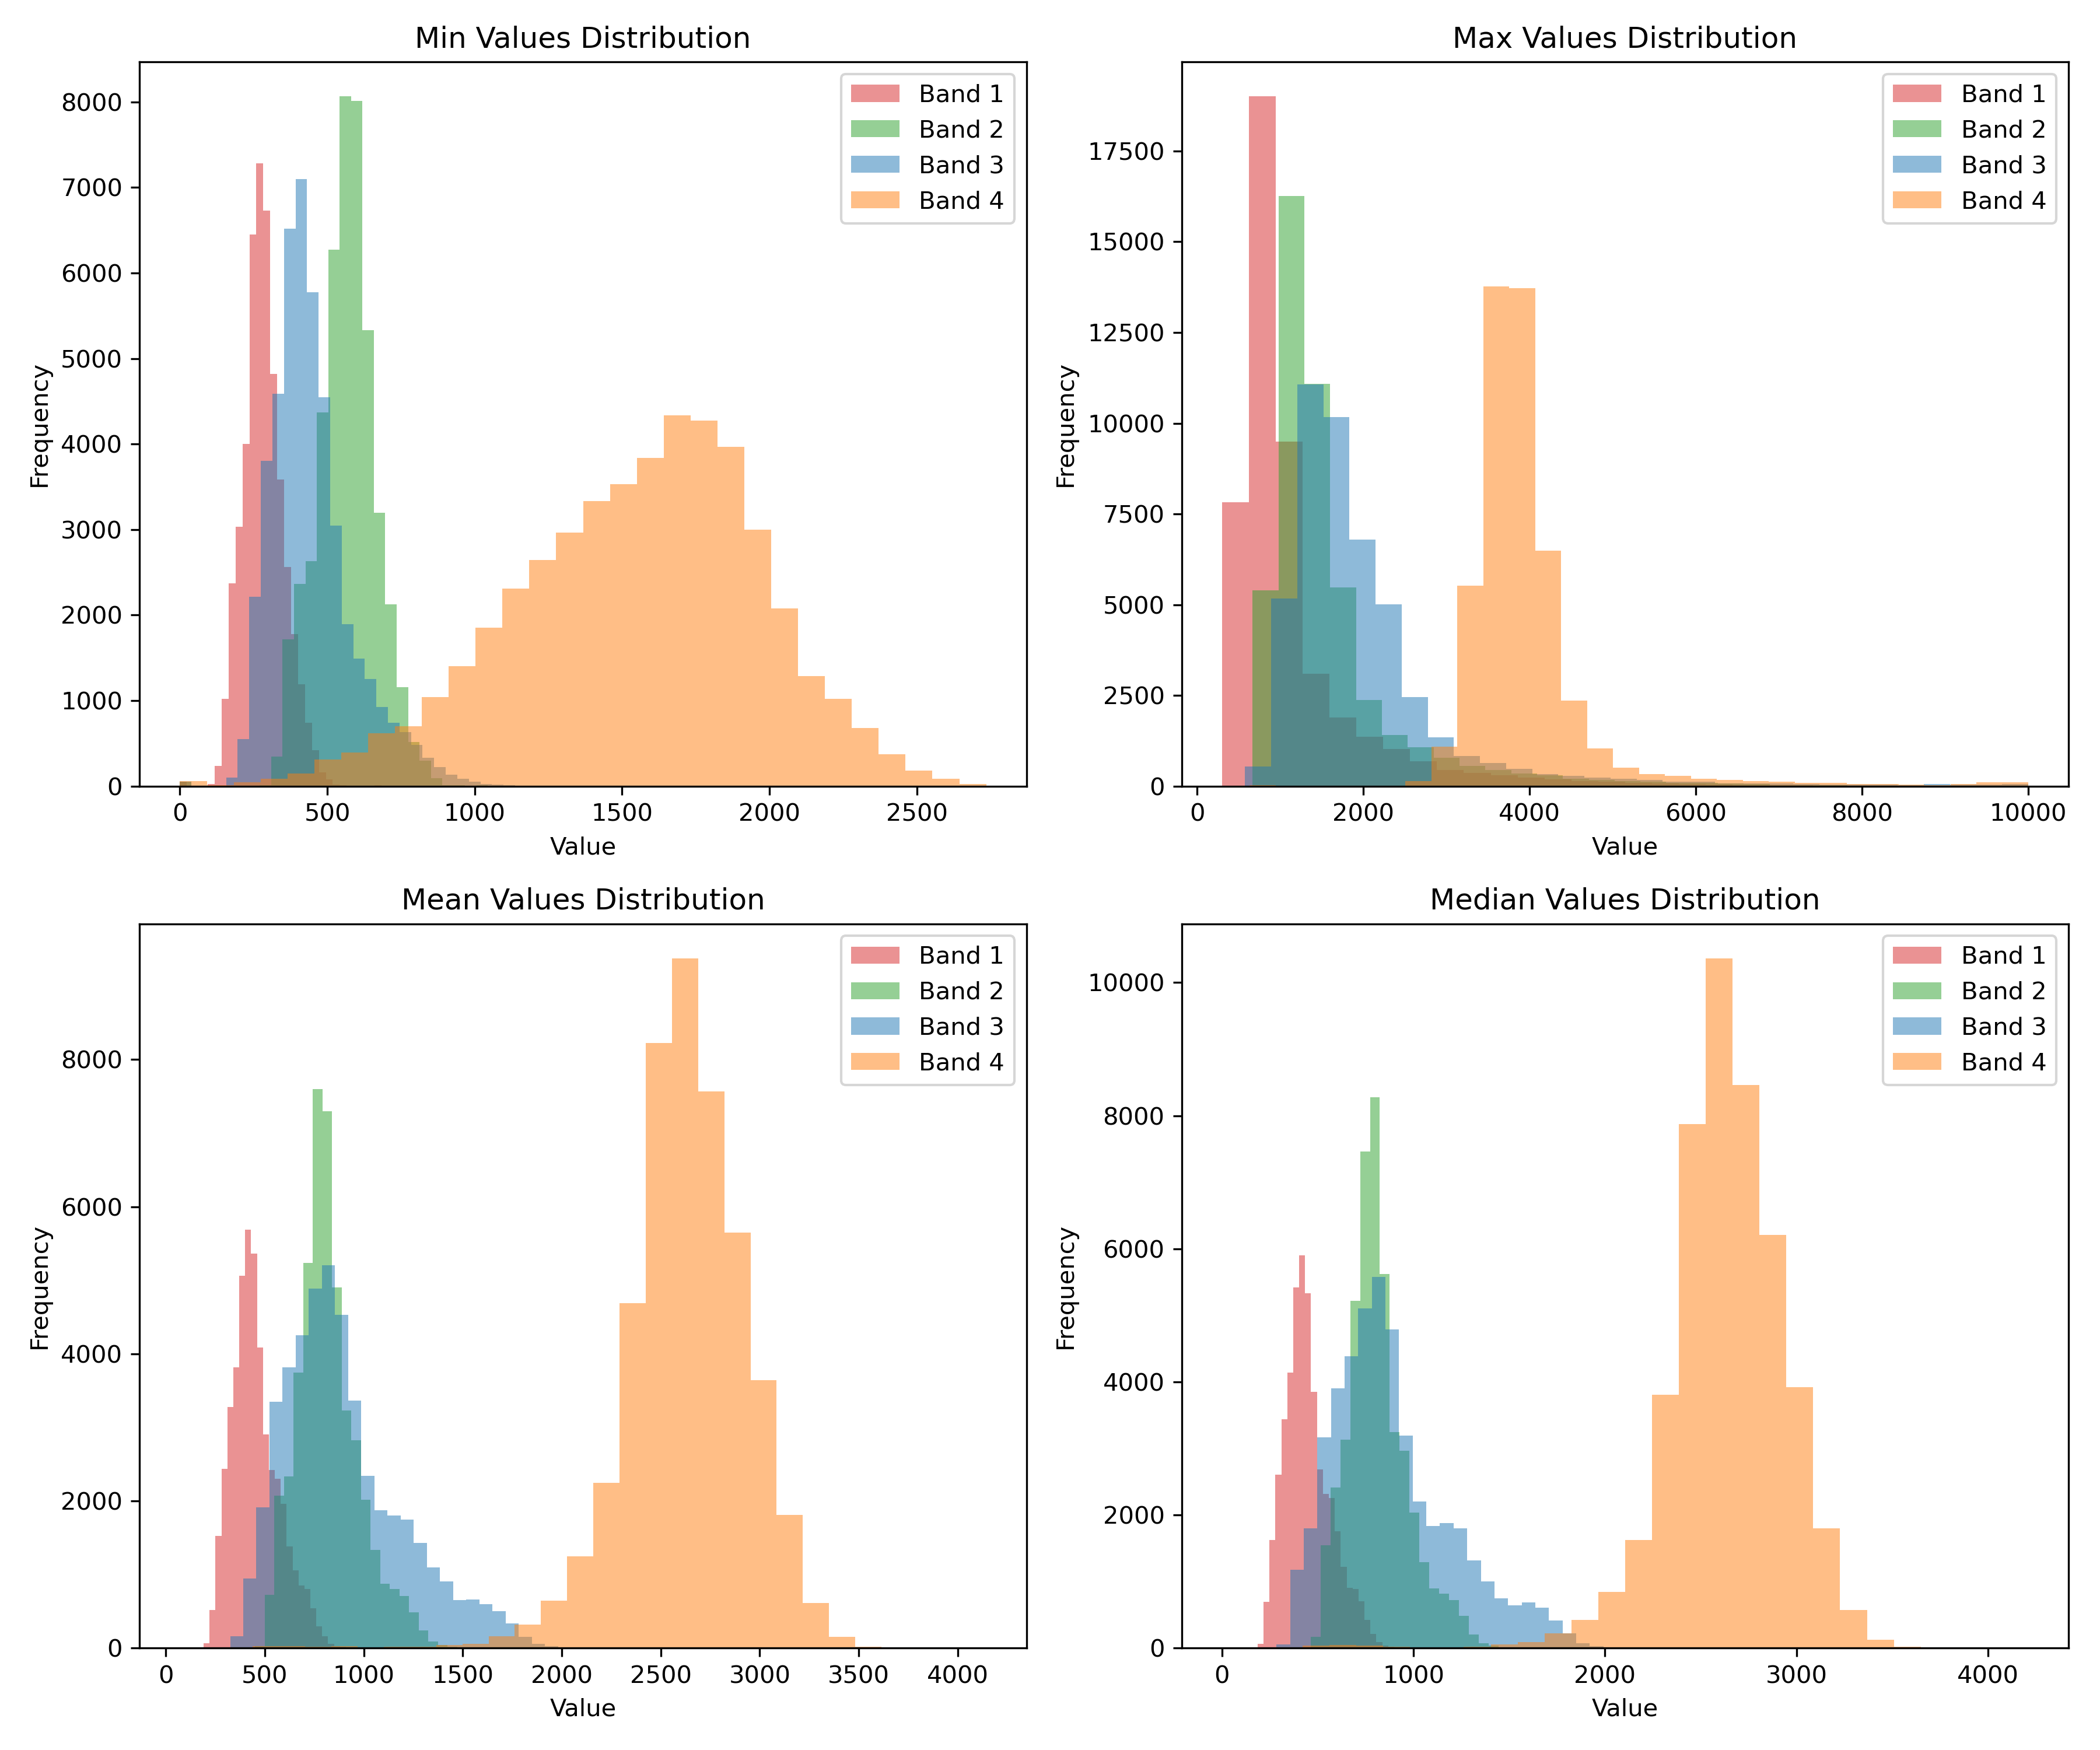 Min Values Distribution
Frequency
8000
7000
6000
5000
4000
3000
2000
1000
0
0 500 1000 1500 2000 2500
Value
Band 1
Band 2
Band 3
Band 4
Max Values Distribution
Frequency
17500
15000
12500
10000
7500
5000
2500
0
0 2000 4000 6000 8000 10000
Value
Band 1
Band 2
Band 3
Band 4
Mean Values Distribution
Frequency
8000
6000
4000
2000
0
0 500 1000 1500 2000 2500 3000 3500 4000
Value
Band 1
Band 2
Band 3
Band 4
Median Values Distribution
Frequency
10000
8000
6000
4000
2000
0
0 1000 2000 3000 4000
Value
Band 1
Band 2
Band 3
Band 4